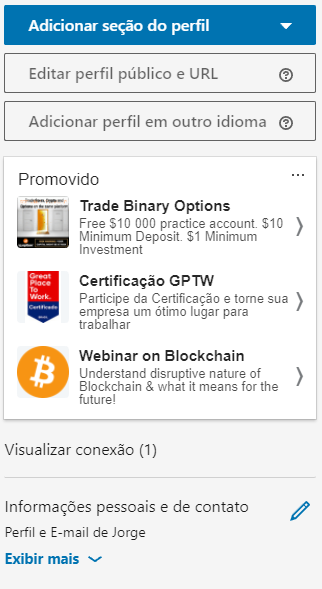 Adicionar seção do perfil
Editar perfil público e URL
Adicionar perfil em outro idioma
Promovido
Trade Binary Options
Free $10 000 practice account. $10
Minimum Deposit. $1 Minimum
Investment
Great
Place
To
Work.
Certificada
Certificação GPTW
Participe da Certificação e torne sua
empresa um ótimo lugar para
trabalhar
Webinar on Blockchain
Understand disruptive nature of
Blockchain & what it means for the
future!
Visualizar conexão (1)
Informações pessoais e de contato
Perfil e E-mail de Jorge
Exibir mais